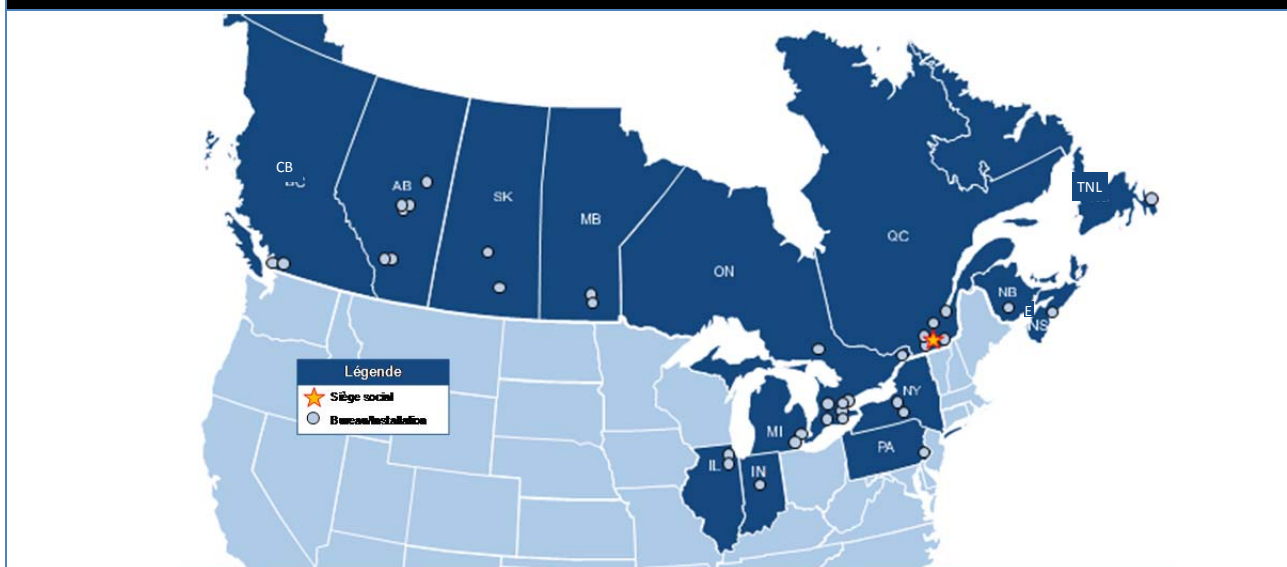 CB
AB
SK
MB
ON
QC
TNL
NB
E
NS
NY
MI
PA
IL
IN
Légende
Siège social
Bureau/Installation